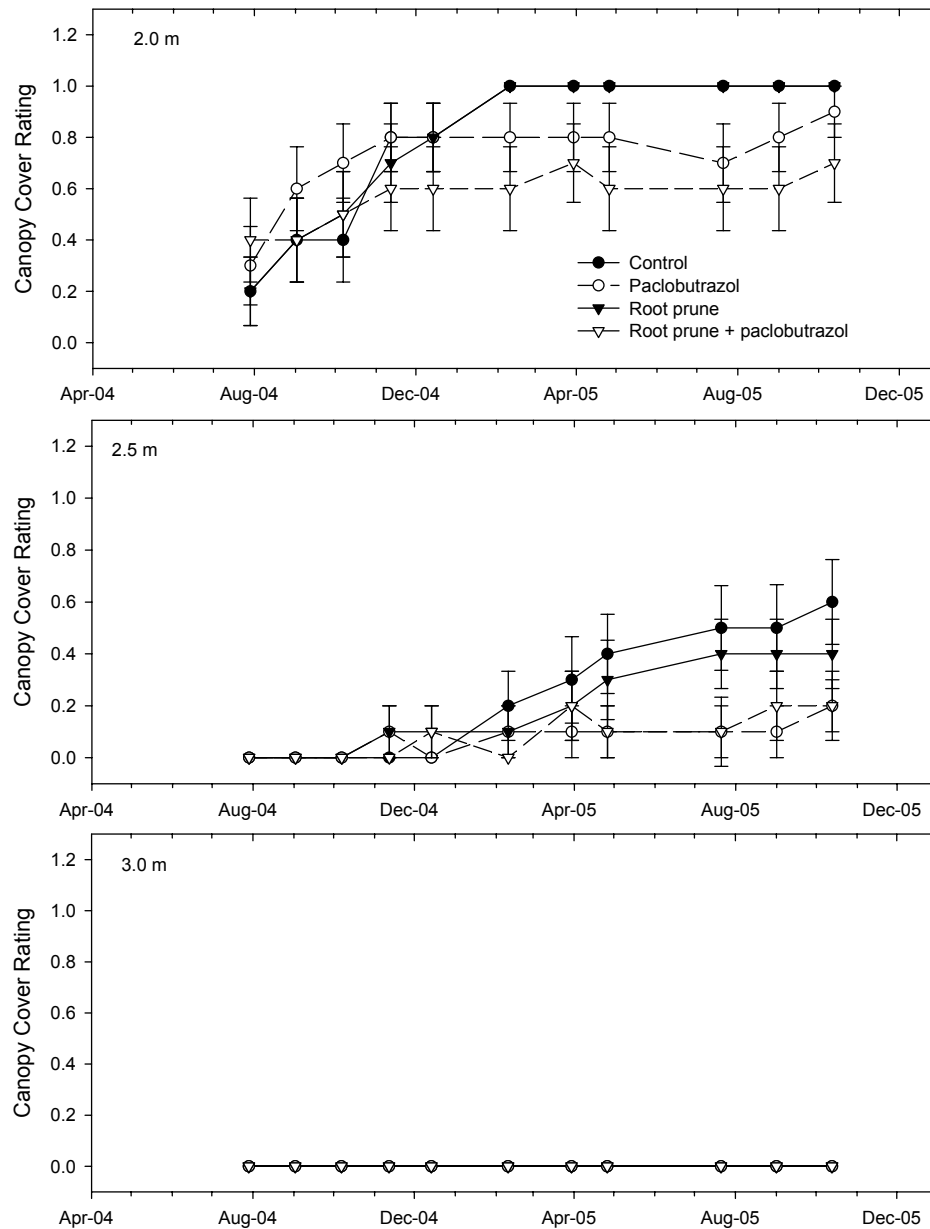 1.2
2.0 m
1.0
0.8
0.6
0.4
0.2
0.0
Canopy Cover Rating
Control
Paclobutrazol
Root prune
Root prune + paclobutrazol
Apr-04 Aug-04 Dec-04 Apr-05 Aug-05 Dec-05
1.2
2.5 m
1.0
0.8
0.6
0.4
0.2
0.0
Canopy Cover Rating
Apr-04 Aug-04 Dec-04 Apr-05 Aug-05 Dec-05
1.2
3.0 m
1.0
0.8
0.6
0.4
0.2
0.0
Canopy Cover Rating
Apr-04 Aug-04 Dec-04 Apr-05 Aug-05 Dec-05